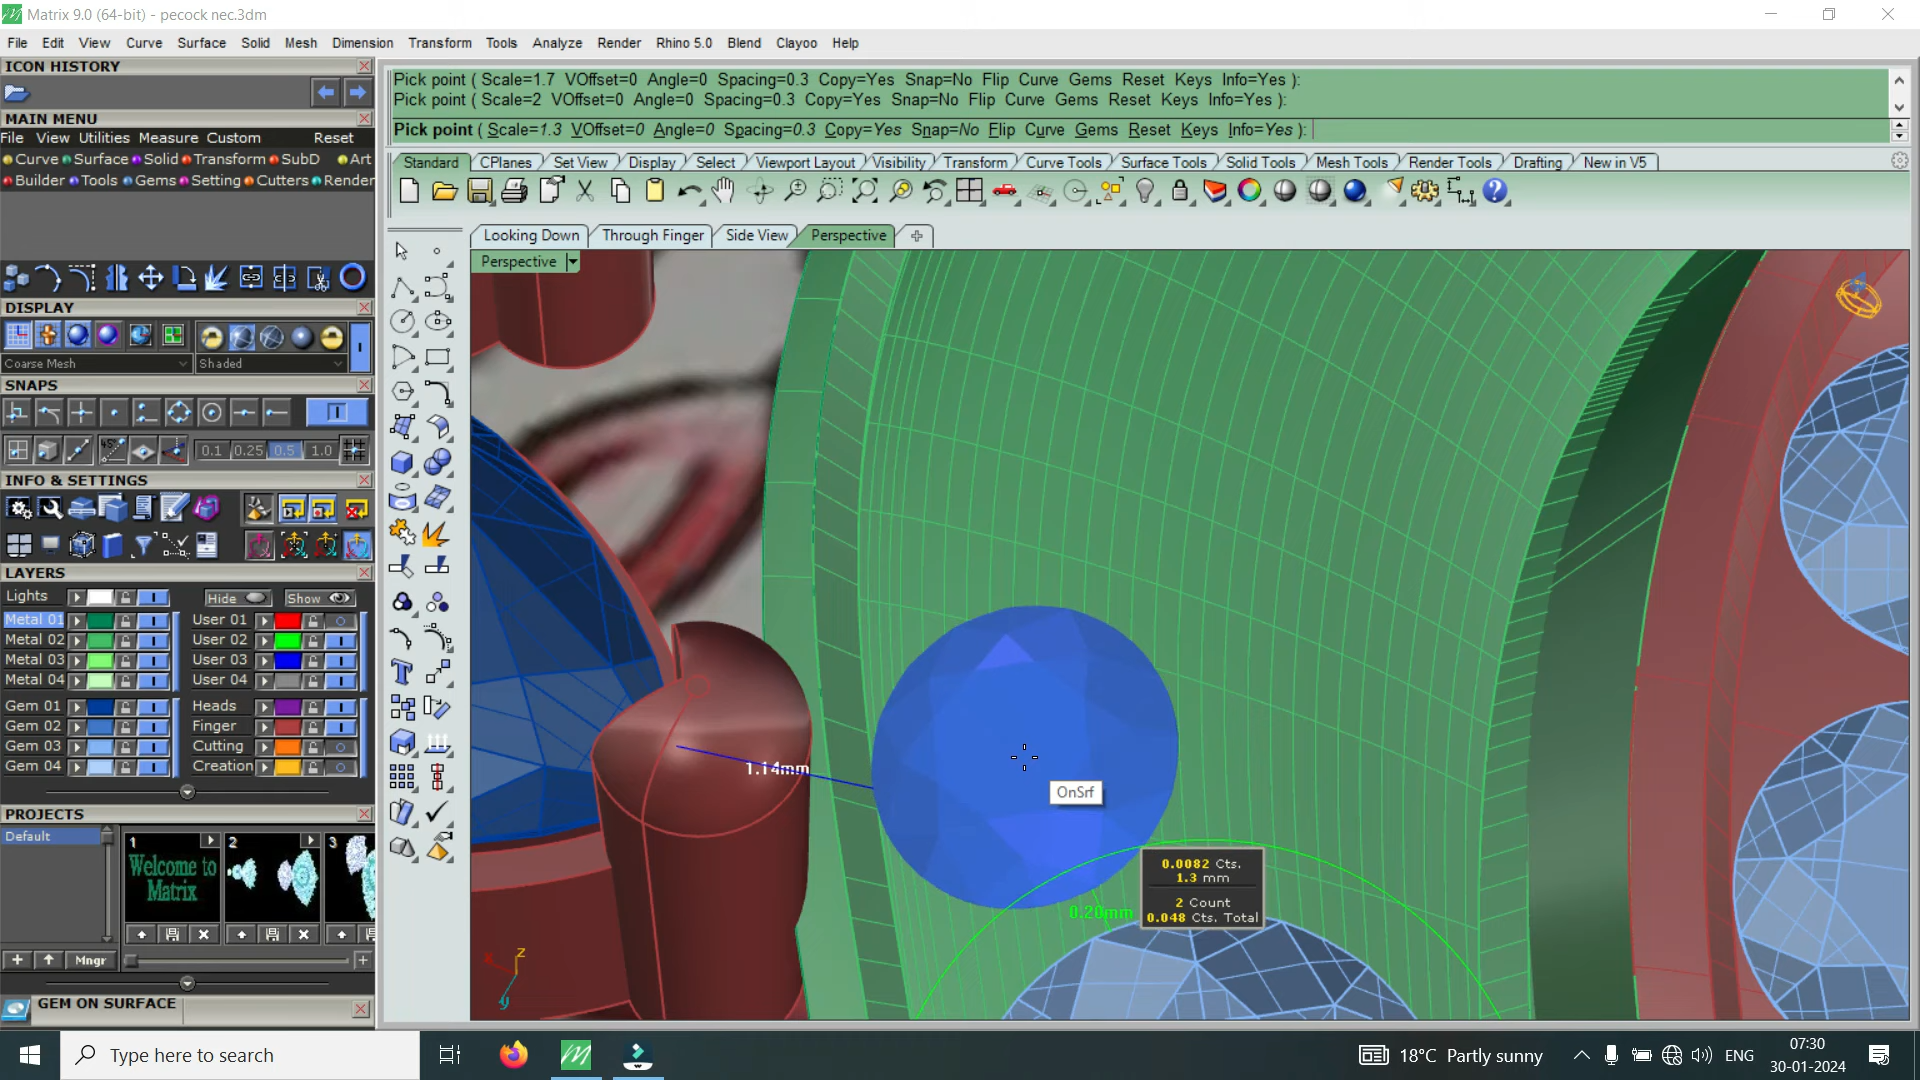 Matrix 9.0 (64-bit) - pecock nec.3dm
File Edit View Curve Surface Solid Mesh Dimension Transform Tools Analyze Render Rhino 5.0 Blend Clayoo Help
ICON HISTORY
MAIN MENU
File View Utilities Measure Custom Reset
Curve Surface Solid Transform SubD Art
Builder Tools Gems Setting Cutters Render
DISPLAY
Coarse Mesh Shaded
SNAPS
0.1 0.25 0.5 1.0
INFO & SETTINGS
LAYERS
Lights Hide Show
Metal 01 User 01
Metal 02 User 02
Metal 03 User 03
Metal 04 User 04
Gem 01 Heads
Gem 02 Finger
Gem 03 Cutting
Gem 04 Creation
PROJECTS
Default
1 2 3
Welcome to
Matrix
Mngr
GEM ON SURFACE
Pick point ( Scale=1.7 VOffset=0 Angle=0 Spacing=0.3 Copy=Yes Snap=No Flip Curve Gems Reset Keys Info=Yes ):
Pick point ( Scale=2 VOffset=0 Angle=0 Spacing=0.3 Copy=Yes Snap=No Flip Curve Gems Reset Keys Info=Yes ):
Pick point ( Scale=1.3 VOffset=0 Angle=0 Spacing=0.3 Copy=Yes Snap=No Flip Curve Gems Reset Keys Info=Yes ):
Standard CPlanes Set View Display Select Viewport Layout Visibility Transform Curve Tools Surface Tools Solid Tools Mesh Tools Render Tools Drafting New in V5
Looking Down Through Finger Side View Perspective
Perspective
1.14mm
OnSrf
0.20mm
0.0082 Cts.
1.3 mm
2 Count
0.048 Cts. Total
z
x
y
Type here to search
18°C Partly sunny
ENG
07:30
30-01-2024